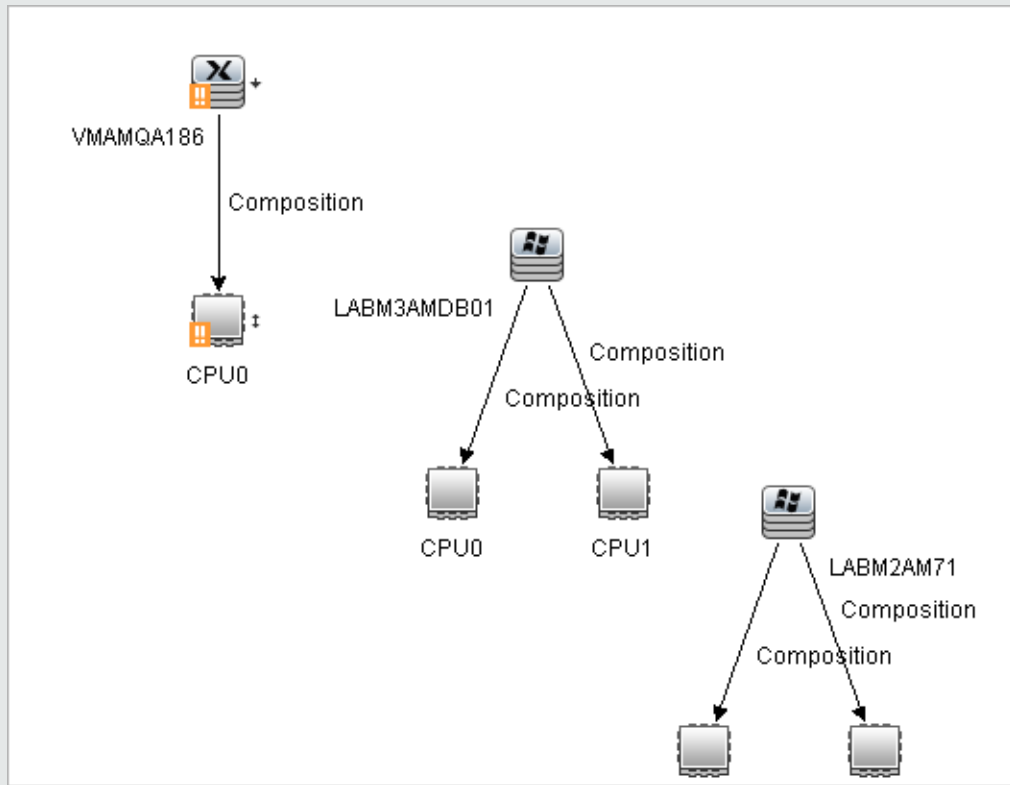 VMAMQA186
Composition
CPU0
LABM3AMDB01
Composition
Composition
CPU0
CPU1
LABM2AM71
Composition
Composition